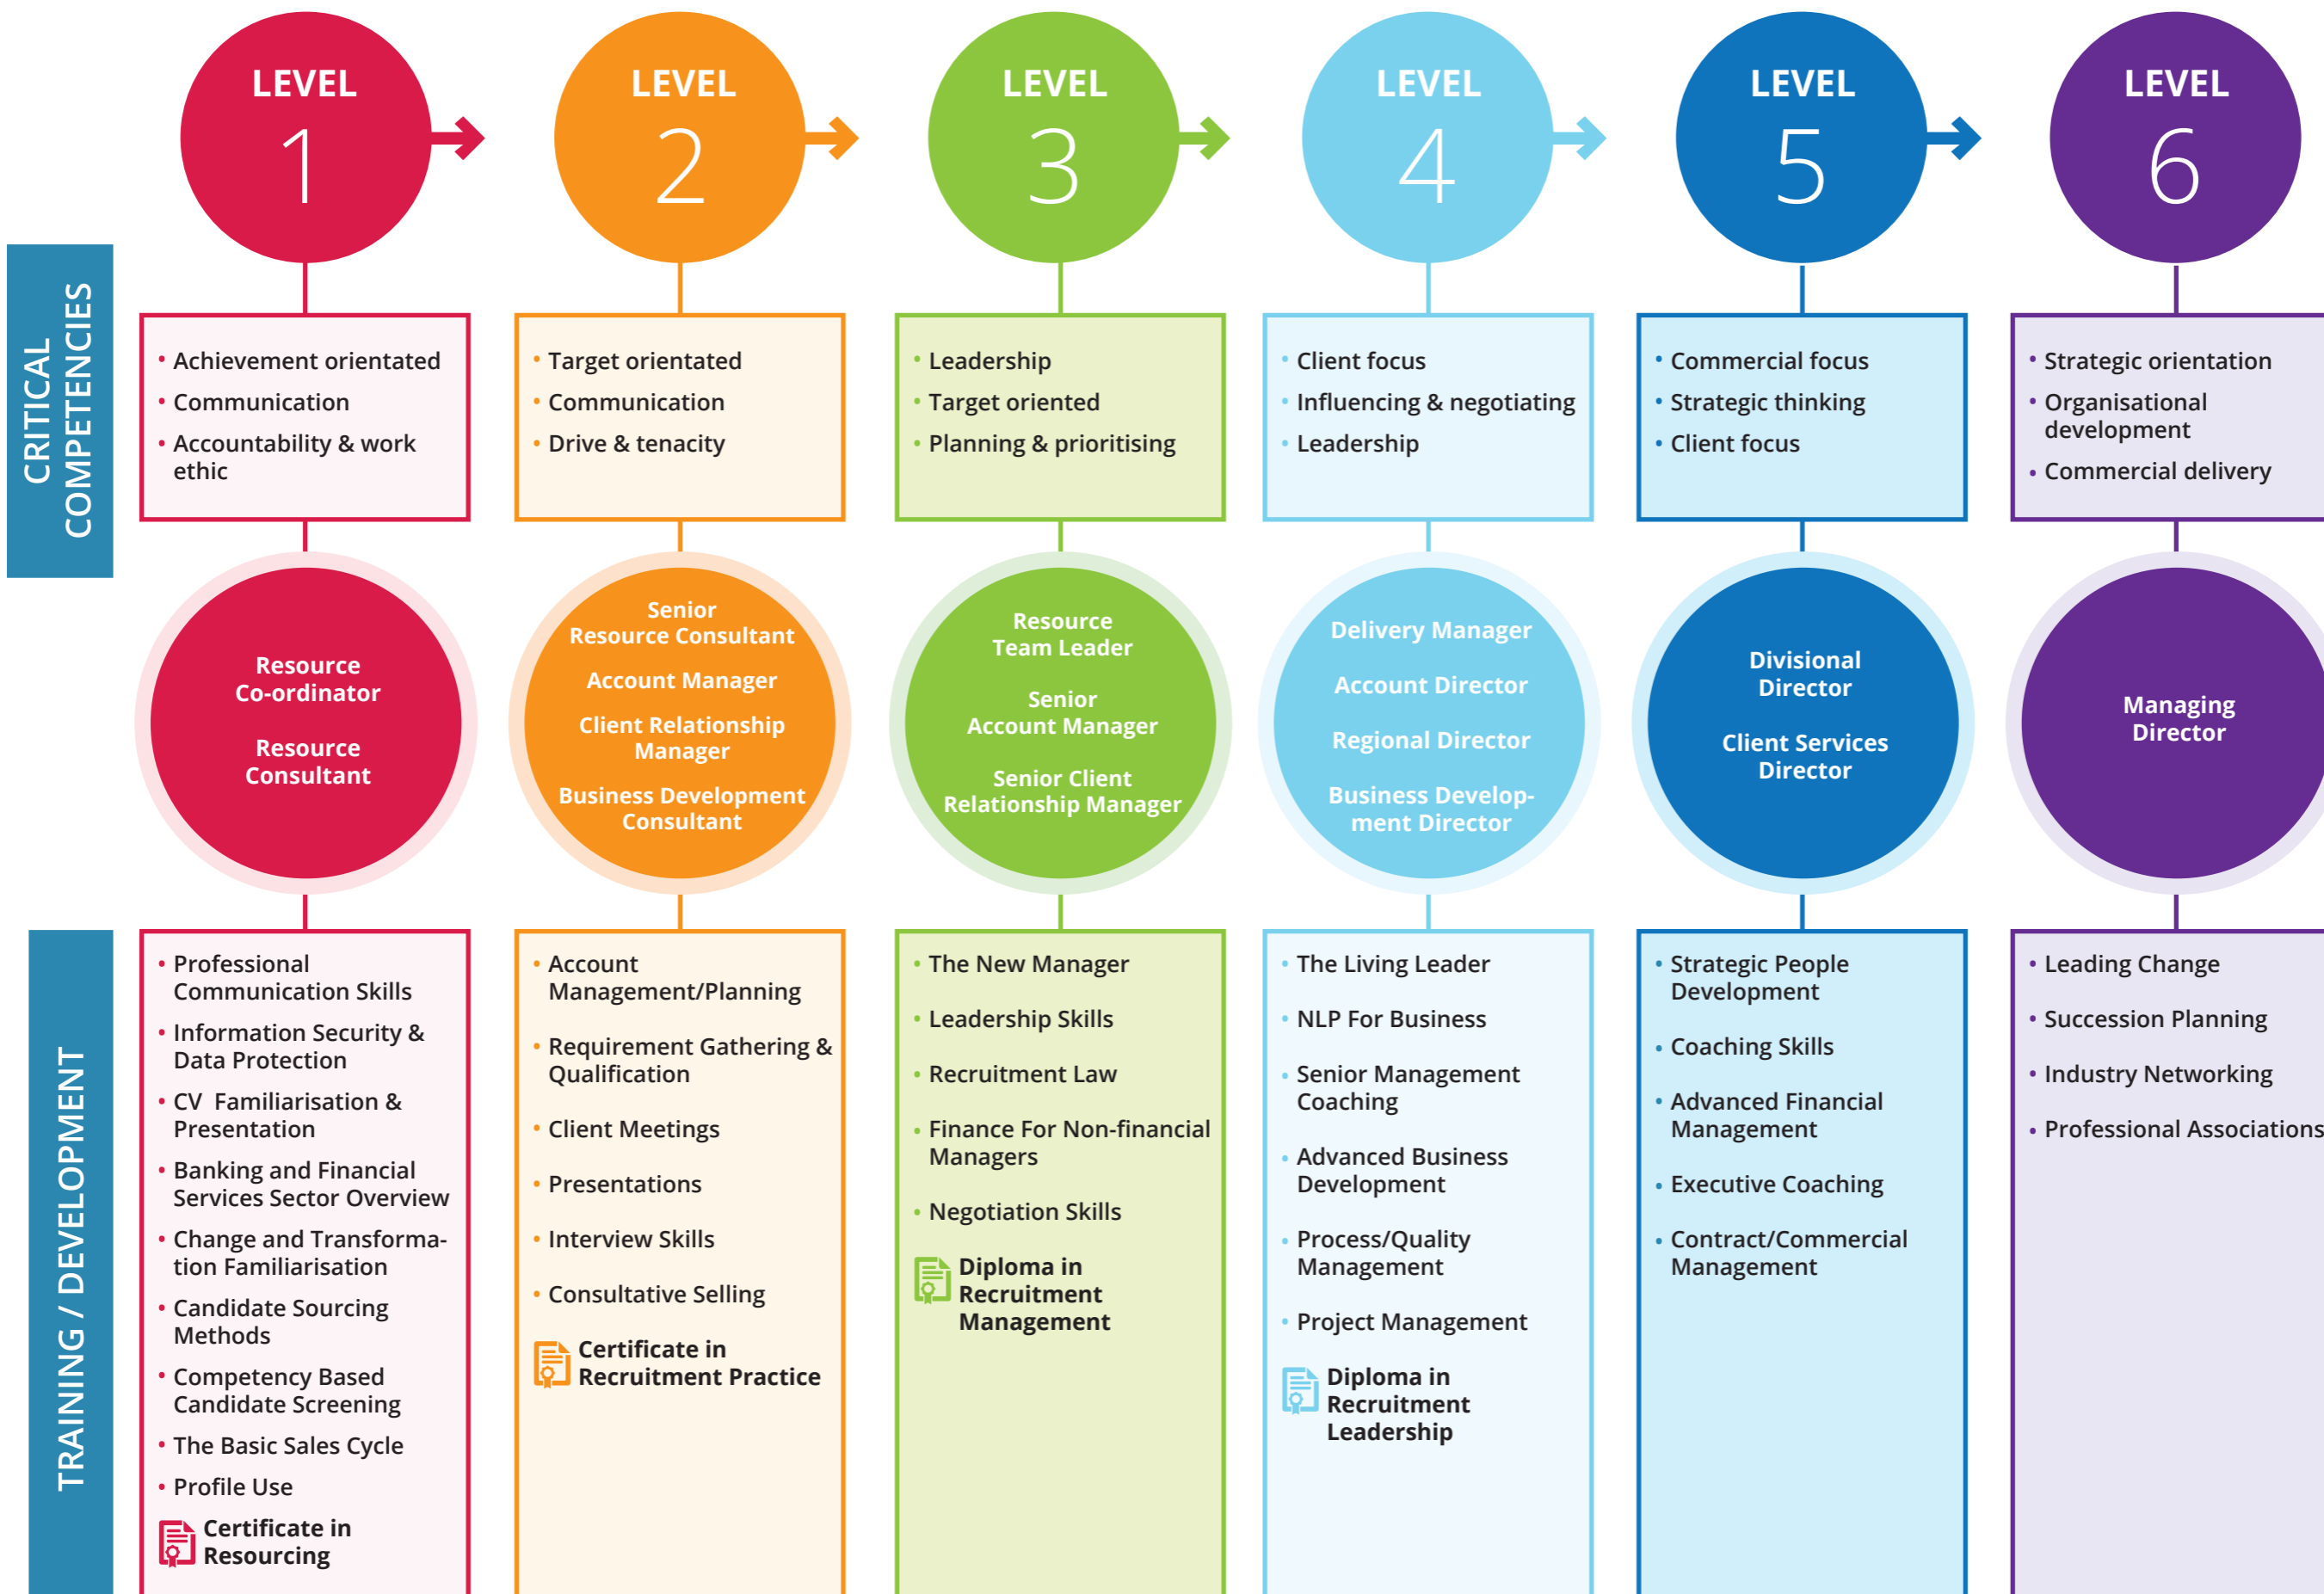 LEVEL
1
LEVEL
2
LEVEL
3
LEVEL
4
LEVEL
5
LEVEL
6
CRITICAL
COMPETENCIES
• Achievement orientated
• Communication
• Accountability & work
ethic
• Target orientated
• Communication
• Drive & tenacity
• Leadership
• Target oriented
• Planning & prioritising
• Client focus
• Influencing & negotiating
• Leadership
• Commercial focus
• Strategic thinking
• Client focus
• Strategic orientation
• Organisational
development
• Commercial delivery
Resource
Co-ordinator
Resource
Consultant
Senior
Resource Consultant
Account Manager
Client Relationship
Manager
Business Development
Consultant
Resource
Team Leader
Senior
Account Manager
Senior Client
Relationship Manager
Delivery Manager
Account Director
Regional Director
Business Develop-
ment Director
Divisional
Director
Client Services
Director
Managing
Director
TRAINING / DEVELOPMENT
• Professional
Communication Skills
• Information Security &
Data Protection
• CV  Familiarisation &
Presentation
• Banking and Financial
Services Sector Overview
• Change and Transforma-
tion Familiarisation
• Candidate Sourcing
Methods
• Competency Based
Candidate Screening
• The Basic Sales Cycle
• Profile Use
Certificate in
Resourcing
• Account
Management/Planning
• Requirement Gathering &
Qualification
• Client Meetings
• Presentations
• Interview Skills
• Consultative Selling
Certificate in
Recruitment Practice
• The New Manager
• Leadership Skills
• Recruitment Law
• Finance For Non-financial
Managers
• Negotiation Skills
Diploma in
Recruitment
Management
• The Living Leader
• NLP For Business
• Senior Management
Coaching
• Advanced Business
Development
• Process/Quality
Management
• Project Management
Diploma in
Recruitment
Leadership
• Strategic People
Development
• Coaching Skills
• Advanced Financial
Management
• Executive Coaching
• Contract/Commercial
Management
• Leading Change
• Succession Planning
• Industry Networking
• Professional Associations